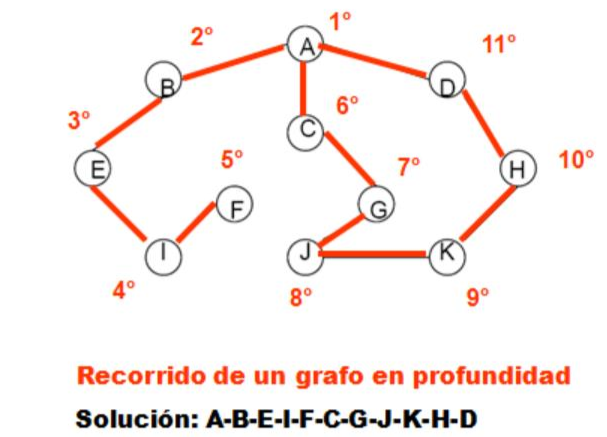 1°
2°
A
11°
B
D
6°
3°
C
5°
7°
E
H
10°
F
G
I
J
K
4°
8°
9°
Recorrido de un grafo en profundidad
Solución: A-B-E-I-F-C-G-J-K-H-D